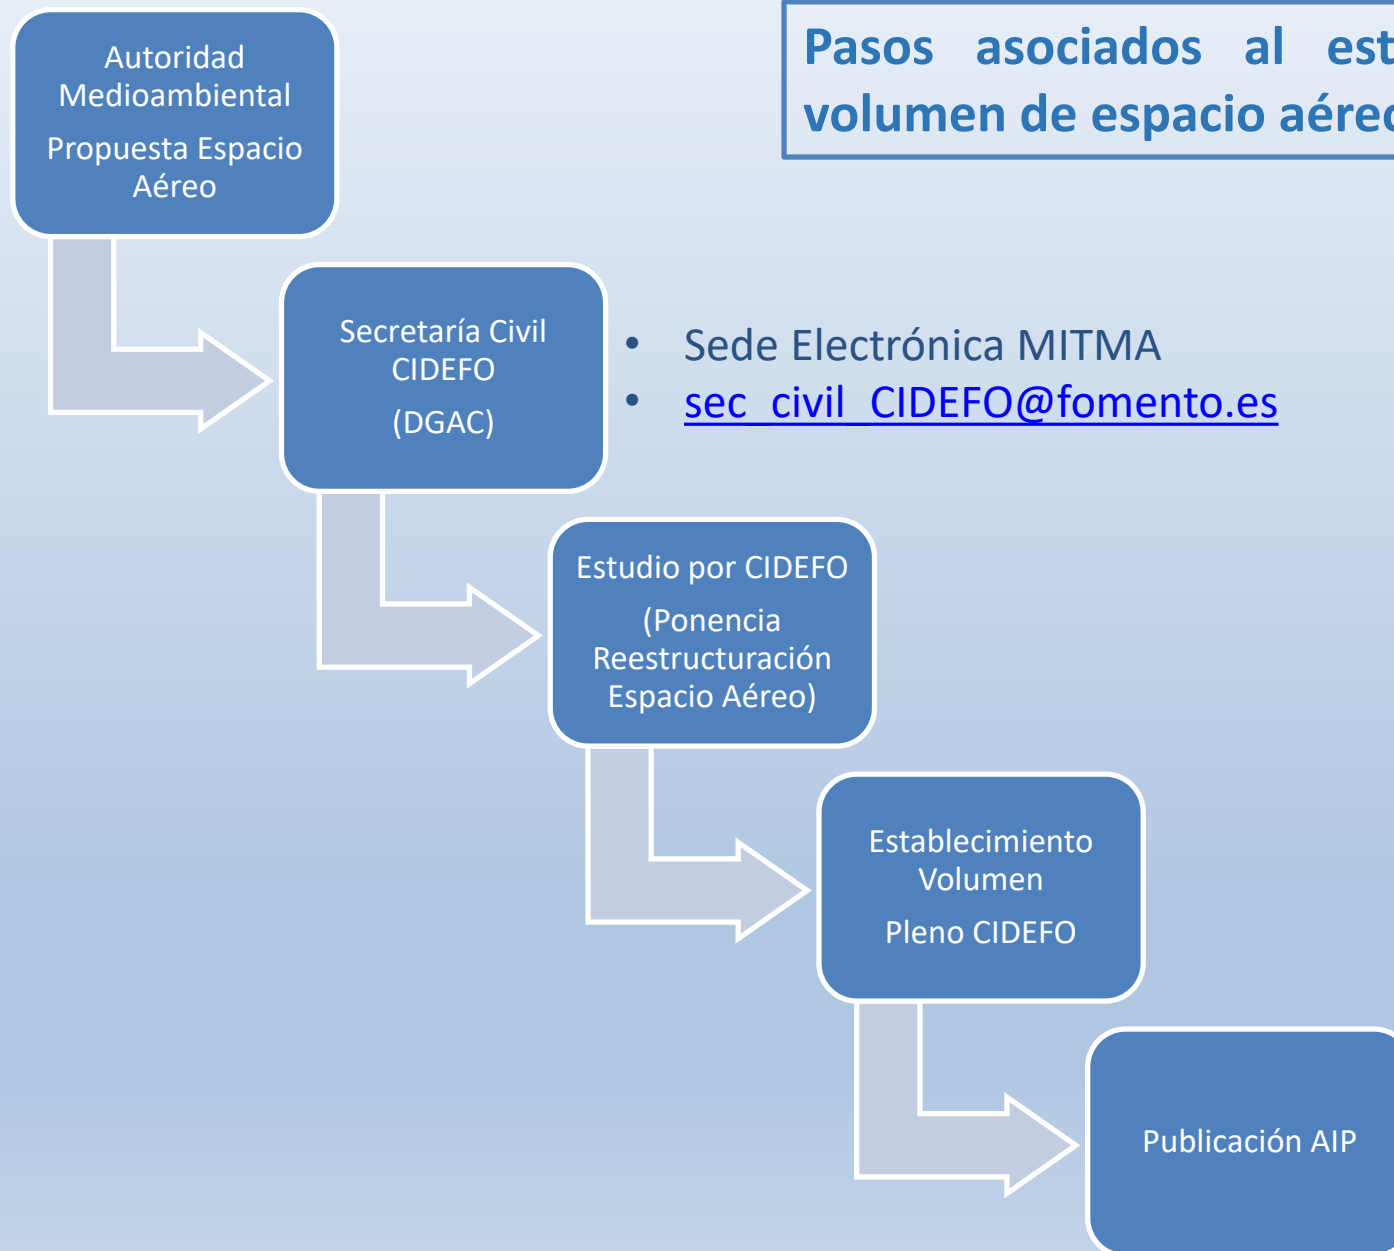 Pasos asociados al est
volumen de espacio aéreo
Autoridad
Medioambiental
Propuesta Espacio
Aéreo
Secretaría Civil
CIDEFO
(DGAC)
• Sede Electrónica MITMA
• sec_civil_CIDEFO@fomento.es
Estudio por CIDEFO
(Ponencia
Reestructuración
Espacio Aéreo)
Establecimiento
Volumen
Pleno CIDEFO
Publicación AIP